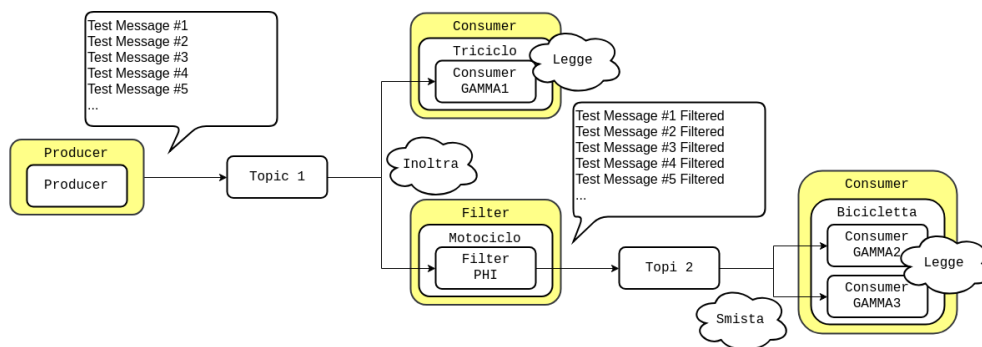 Test Message #1
Test Message #2
Test Message #3
Test Message #4
Test Message #5
...
Producer
Producer
Topic 1
Inoltra
Consumer
Triciclo
Consumer
GAMMA1
Legge
Test Message #1 Filtered
Test Message #2 Filtered
Test Message #3 Filtered
Test Message #4 Filtered
Test Message #5 Filtered
...
Filter
Motociclo
Filter
PHI
Topi 2
Smista
Consumer
Bicicletta
Consumer
GAMMA2
Legge
Consumer
GAMMA3